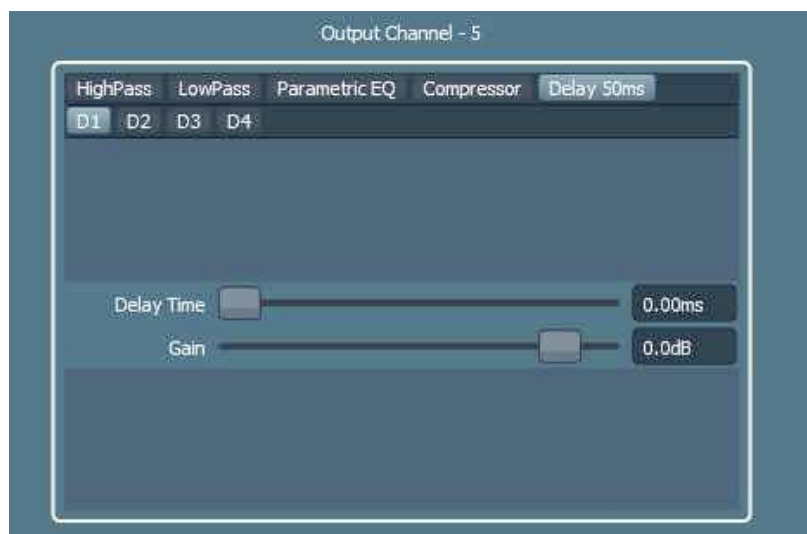 Output Channel - 5
HighPass LowPass Parametric EQ Compressor Delay 50ms
D1 D2 D3 D4
Delay Time 0.00ms
Gain 0.0dB